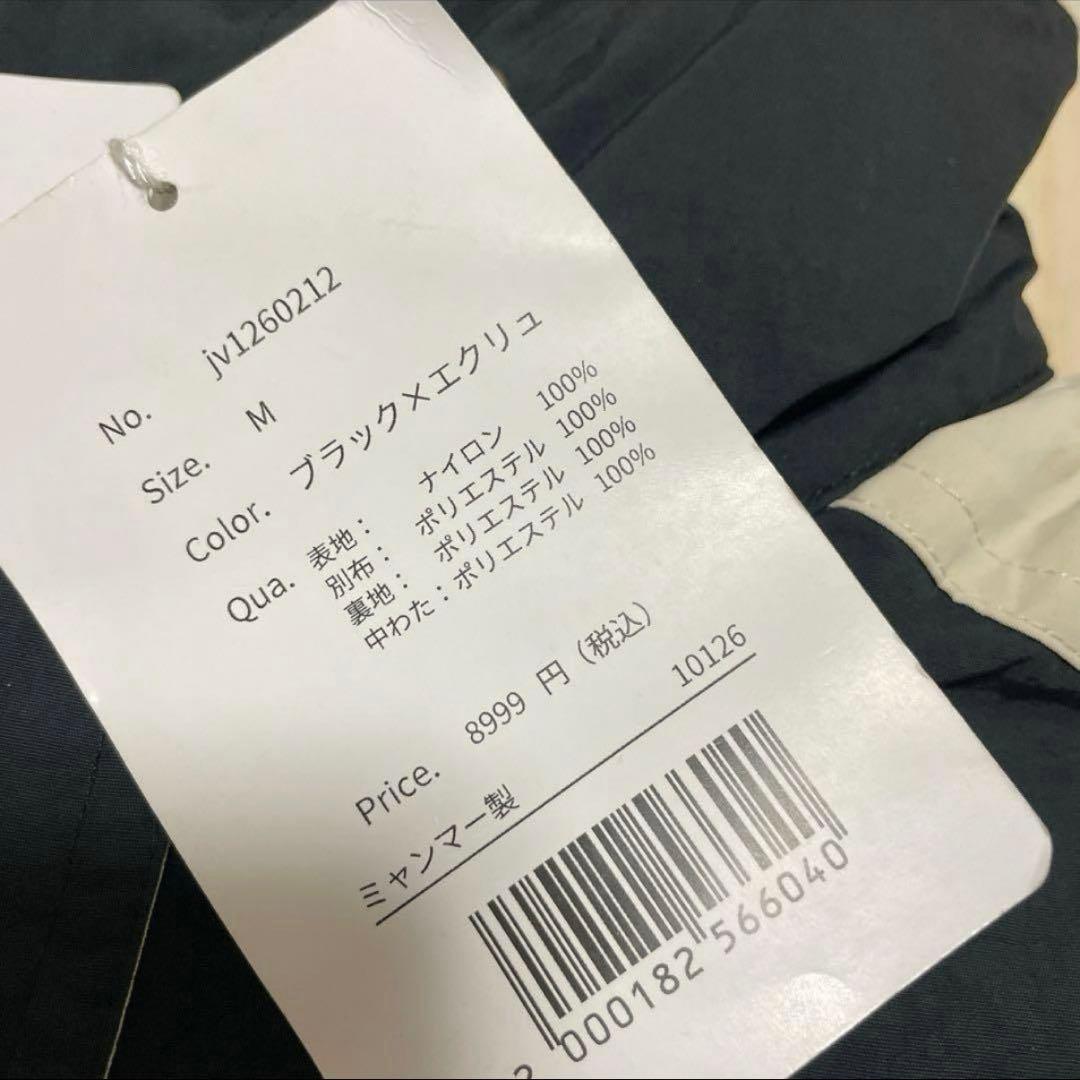 No. jv1260212
Size. M
Color. ブラック×エクリュ
Qua. 表地： ナイロン 100%
別布： ポリエステル 100%
裏地： ポリエステル 100%
中わた：ポリエステル 100%
Price. 8999 円（税込）
ミャンマー製 10126
2 000182 566040